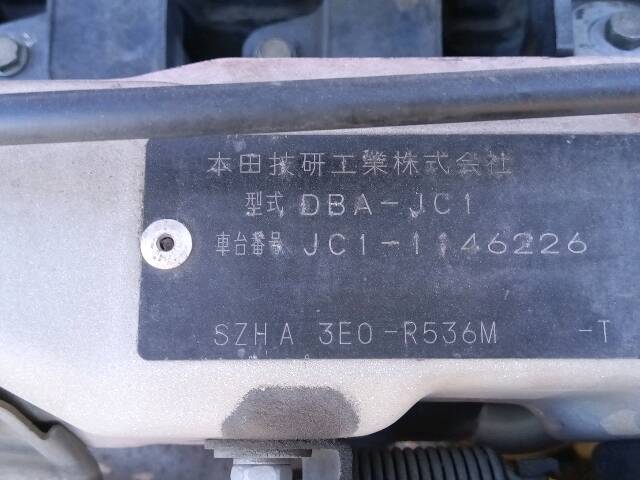 本田技研工業株式会社
型式 DBA-JC1
車台番号 JC1-1146226
SZHA 3E0-R536M -T